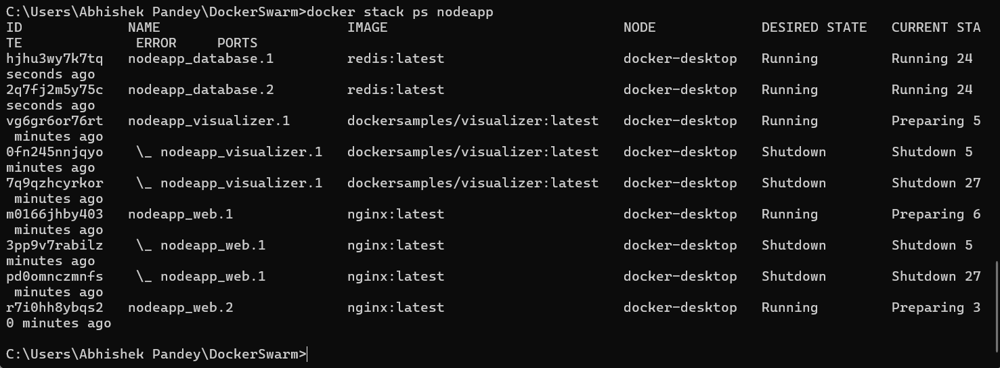 C:\Users\Abhishek Pandey\DockerSwarm>docker stack ps nodeapp
ID             NAME                       IMAGE                             NODE             DESIRED STATE   CURRENT STA
TE              ERROR     PORTS
hjhu3wy7k7tq   nodeapp_database.1         redis:latest                      docker-desktop   Running         Running 24
seconds ago
2q7fj2m5y75c   nodeapp_database.2         redis:latest                      docker-desktop   Running         Running 24
seconds ago
vg6gr6or76rt   nodeapp_visualizer.1       dockersamples/visualizer:latest   docker-desktop   Running         Preparing 5
 minutes ago
0fn245nnjqyo    \_ nodeapp_visualizer.1   dockersamples/visualizer:latest   docker-desktop   Shutdown        Shutdown 5
minutes ago
7q9qzhcyrkor    \_ nodeapp_visualizer.1   dockersamples/visualizer:latest   docker-desktop   Shutdown        Shutdown 27
 minutes ago
m0166jhby403   nodeapp_web.1              nginx:latest                      docker-desktop   Running         Preparing 6
 minutes ago
3pp9v7rabilz    \_ nodeapp_web.1          nginx:latest                      docker-desktop   Shutdown        Shutdown 5
minutes ago
pd0omnczmnfs    \_ nodeapp_web.1          nginx:latest                      docker-desktop   Shutdown        Shutdown 27
 minutes ago
r7i0hh8ybqs2   nodeapp_web.2              nginx:latest                      docker-desktop   Running         Preparing 3
0 minutes ago
C:\Users\Abhishek Pandey\DockerSwarm>